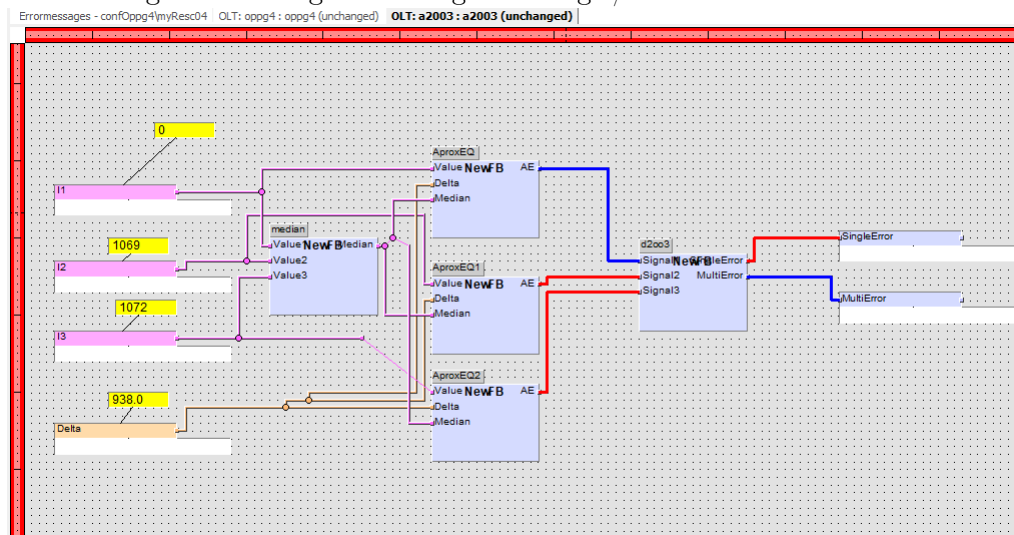 Errormessages - confOppg4\myResc04 OLT: oppg4 : oppg4 (unchanged) OLT: a2003 : a2003 (unchanged)
0
I1
1069
I2
1072
I3
938.0
Delta
median
Value NewFB Median
Value2
Value3
AproxEQ
Value NewFB AE
Delta
Median
AproxEQ1
Value NewFB AE
Delta
Median
AproxEQ2
Value NewFB AE
Delta
Median
d2oo3
Signal1 NewFB SingleError
Signal2 MultiError
Signal3
SingleError
MultiError